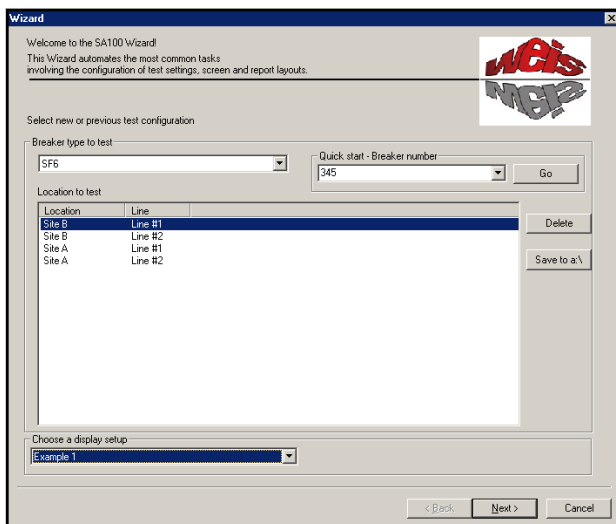 Wizard
Welcome to the SA100 Wizard!
This Wizard automates the most common tasks
involving the configuration of test settings, screen and report layouts.
weis
Select new or previous test configuration
Breaker type to test
SF6
Quick start - Breaker number
345
Go
Location to test
Location Line
Site B Line #1
Site B Line #2
Site A Line #1
Site A Line #2
Delete
Save to a:\
Choose a display setup
Example 1
< Back
Next >
Cancel